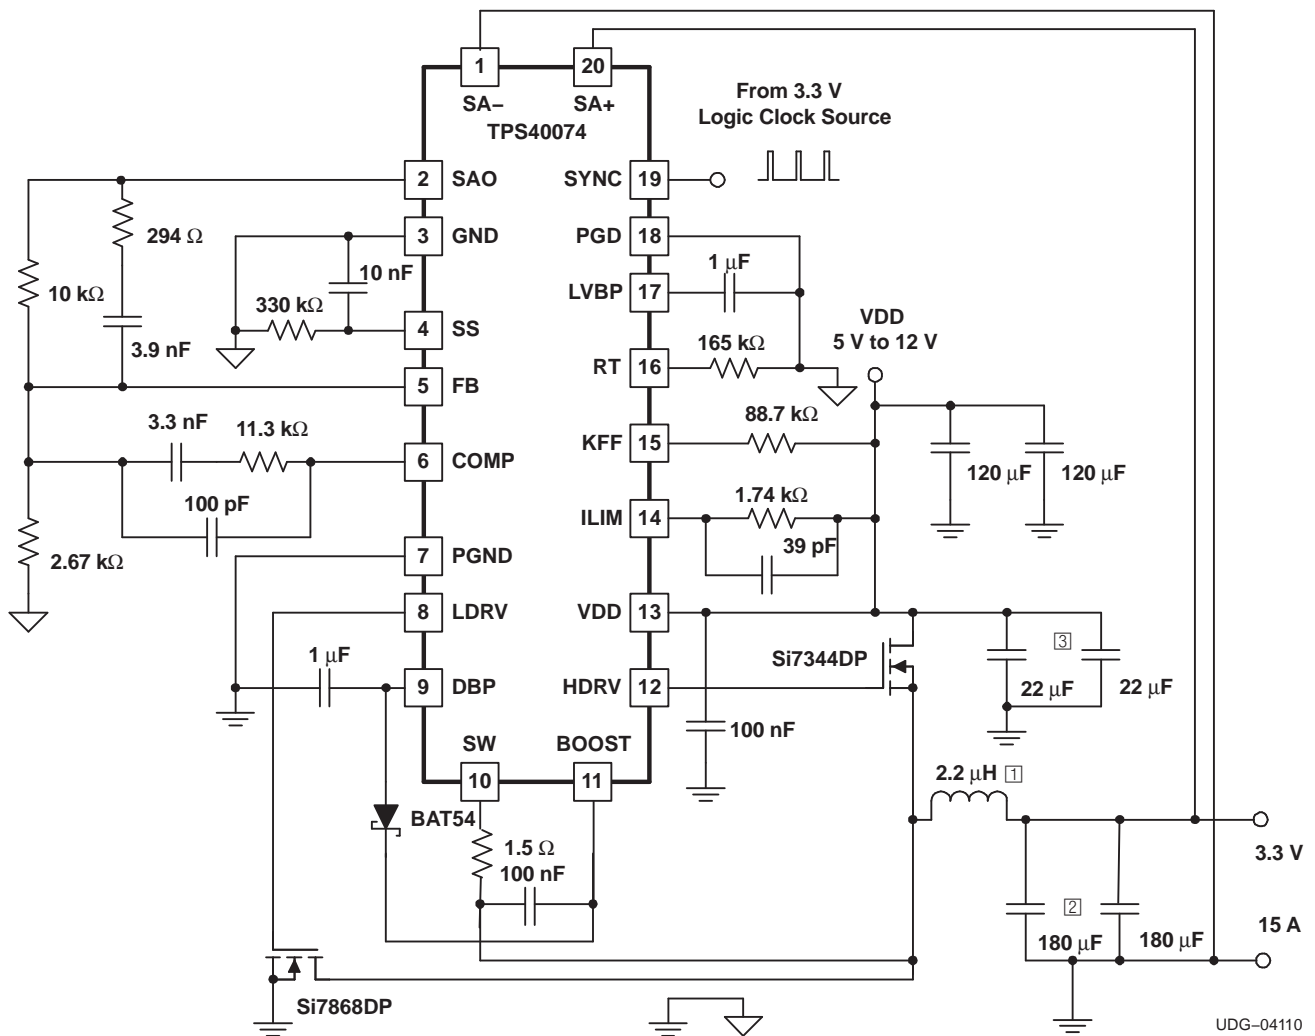 1
20
SA–
SA+
TPS40074
From 3.3 V
Logic Clock Source
2
SAO
SYNC
19
294 Ω
3
GND
PGD
18
10 nF
1 µF
10 kΩ
LVBP
17
330 kΩ
4
SS
VDD
5 V to 12 V
3.9 nF
165 kΩ
RT
16
5
FB
3.3 nF
11.3 kΩ
88.7 kΩ
KFF
15
6
COMP
120 µF
120 µF
100 pF
1.74 kΩ
ILIM
14
39 pF
2.67 kΩ
7
PGND
8
LDRV
VDD
13
1 µF
Si7344DP
3
9
DBP
HDRV
12
22 µF
22 µF
100 nF
SW
BOOST
10
11
2.2 µH 1
BAT54
1.5 Ω
100 nF
3.3 V
2
15 A
180 µF
180 µF
Si7868DP
UDG–04110